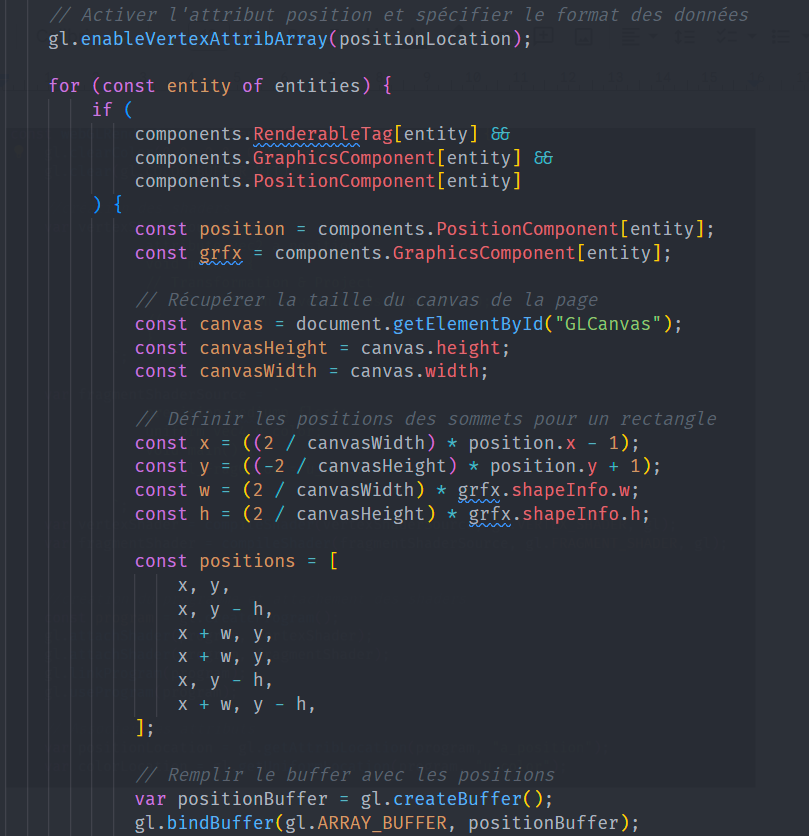 // Activer l'attribut position et spécifier le format des données
gl.enableVertexAttribArray(positionLocation);
for (const entity of entities) {
if (
components.RenderableTag[entity] &&
components.GraphicsComponent[entity] &&
components.PositionComponent[entity]
) {
const position = components.PositionComponent[entity];
const grfx = components.GraphicsComponent[entity];
// Récupérer la taille du canvas de la page
const canvas = document.getElementById("GLCanvas");
const canvasHeight = canvas.height;
const canvasWidth = canvas.width;
// Définir les positions des sommets pour un rectangle
const x = ((2 / canvasWidth) * position.x - 1);
const y = ((-2 / canvasHeight) * position.y + 1);
const w = (2 / canvasWidth) * grfx.shapeInfo.w;
const h = (2 / canvasHeight) * grfx.shapeInfo.h;
const positions = [
x, y,
x, y - h,
x + w, y,
x + w, y,
x, y - h,
x + w, y - h,
];
// Remplir le buffer avec les positions
var positionBuffer = gl.createBuffer();
gl.bindBuffer(gl.ARRAY_BUFFER, positionBuffer);